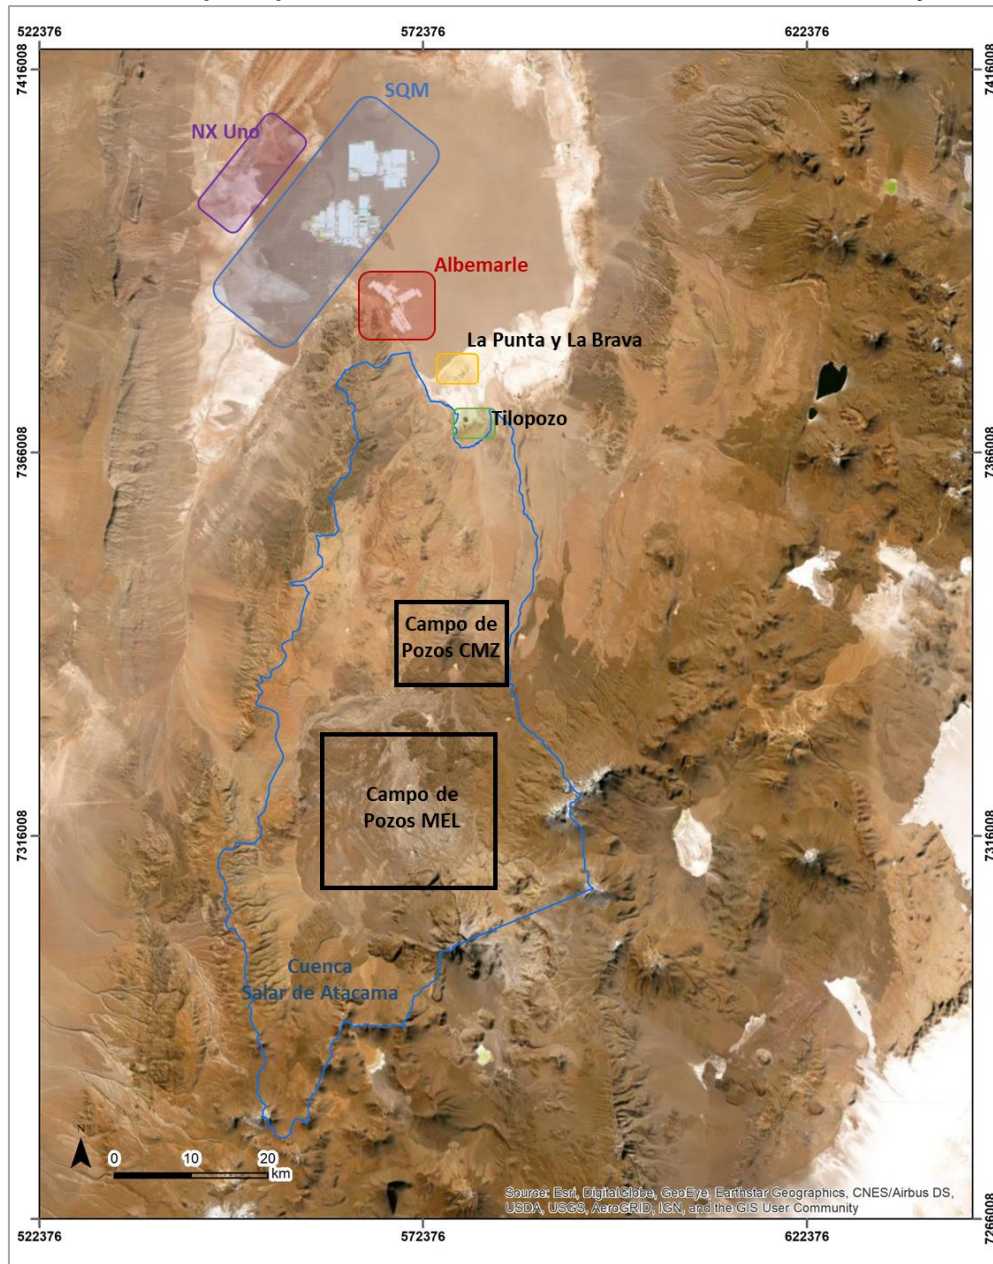 522376
572376
622376
7416008
7416008
SQM
NX Uno
Albemarle
La Punta y La Brava
Tilopozo
7366008
7366008
Campo de
Pozos CMZ
Campo de
Pozos MEL
7316008
7316008
Cuenca
Salar de Atacama
N
0 10 20
km
Source: Esri, DigitalGlobe, GeoEye, Earthstar Geographics, CNES/Airbus DS,
USDA, USGS, AeroGRID, IGN, and the GIS User Community
7266008
522376
572376
622376